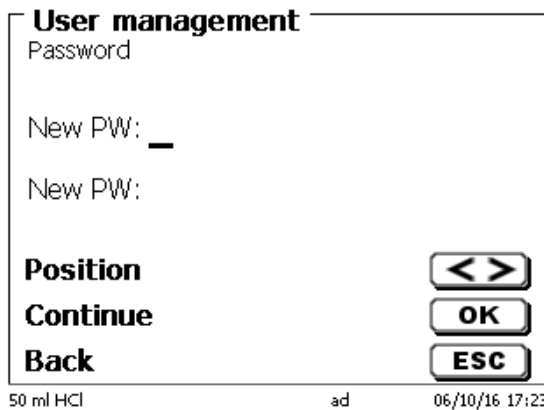 User management
Password
New PW: _
New PW:
Position < >
Continue OK
Back ESC
50 ml HCl ad 06/10/16 17:23